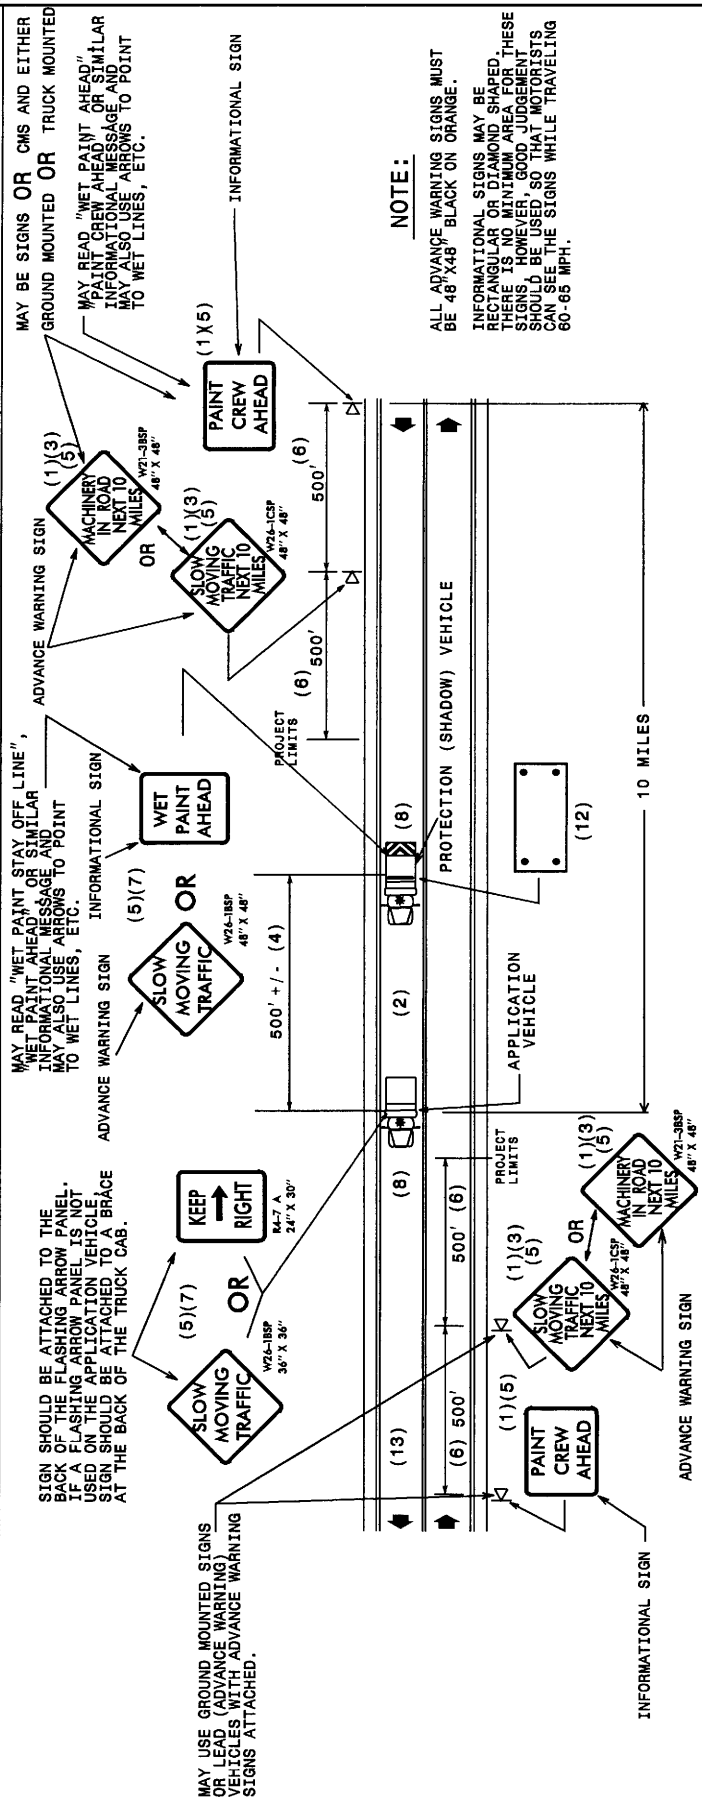 SIGN SHOULD BE ATTACHED TO THE
BACK OF THE FLASHING ARROW PANEL.
IF A FLASHING ARROW PANEL IS NOT
USED ON THE APPLICATION VEHICLE,
SIGN SHOULD BE ATTACHED TO A BRACE
AT THE BACK OF THE TRUCK CAB.
MAY READ "WET PAINT STAY OFF LINE",
"WET PAINT AHEAD" OR SIMILAR
INFORMATIONAL MESSAGE AND
MAY ALSO USE ARROWS TO POINT
TO WET LINES, ETC.
MAY BE SIGNS OR CMS AND EITHER
GROUND MOUNTED OR TRUCK MOUNTED
MAY READ "WET PAINT AHEAD"
"PAINT CREW AHEAD" OR SIMILAR
INFORMATIONAL MESSAGE AND
MAY ALSO USE ARROWS TO POINT
TO WET LINES, ETC.
ADVANCE WARNING SIGN
INFORMATIONAL SIGN
ADVANCE WARNING SIGN
INFORMATIONAL SIGN
MACHINERY
IN ROAD
NEXT 10
MILES
(1)(3)
(5)
W21-3BSP
48" X 48"
OR
SLOW
MOVING
TRAFFIC
NEXT 10
MILES
(1)(3)
(5)
W26-1CSP
48" X 48"
PAINT
CREW
AHEAD
(1)(5)
SLOW
MOVING
TRAFFIC
(5)(7)
W26-1BSP
48" X 48"
OR
WET
PAINT
AHEAD
SLOW
MOVING
TRAFFIC
(5)(7)
W26-1BSP
36" X 36"
OR
KEEP
RIGHT
R4-7 A
24" X 30"
MAY USE GROUND MOUNTED SIGNS
OR LEAD (ADVANCE WARNING)
VEHICLES WITH ADVANCE WARNING
SIGNS ATTACHED.
500' +/- (4)
PROJECT
LIMITS
(6) 500'
500' (6)
(13)
(8)
(2)
(8)
(6) 500'
500' (6)
PROJECT
LIMITS
APPLICATION
VEHICLE
PROTECTION (SHADOW) VEHICLE
(12)
10 MILES
(1)(5)
PAINT
CREW
AHEAD
(1)(3)
(5)
SLOW
MOVING
TRAFFIC
NEXT 10
MILES
W26-1CSP
48" X 48"
OR
(1)(3)
(5)
MACHINERY
IN ROAD
NEXT 10
MILES
W21-3BSP
48" X 48"
INFORMATIONAL SIGN
ADVANCE WARNING SIGN
NOTE:
ALL ADVANCE WARNING SIGNS MUST
BE 48"X48" BLACK ON ORANGE.
INFORMATIONAL SIGNS MAY BE
RECTANGULAR OR DIAMOND SHAPED.
THERE IS NO MINIMUM AREA FOR THESE
SIGNS, HOWEVER, GOOD JUDGEMENT
SHOULD BE USED SO THAT MOTORISTS
CAN SEE THE SIGNS WHILE TRAVELING
60-65 MPH.